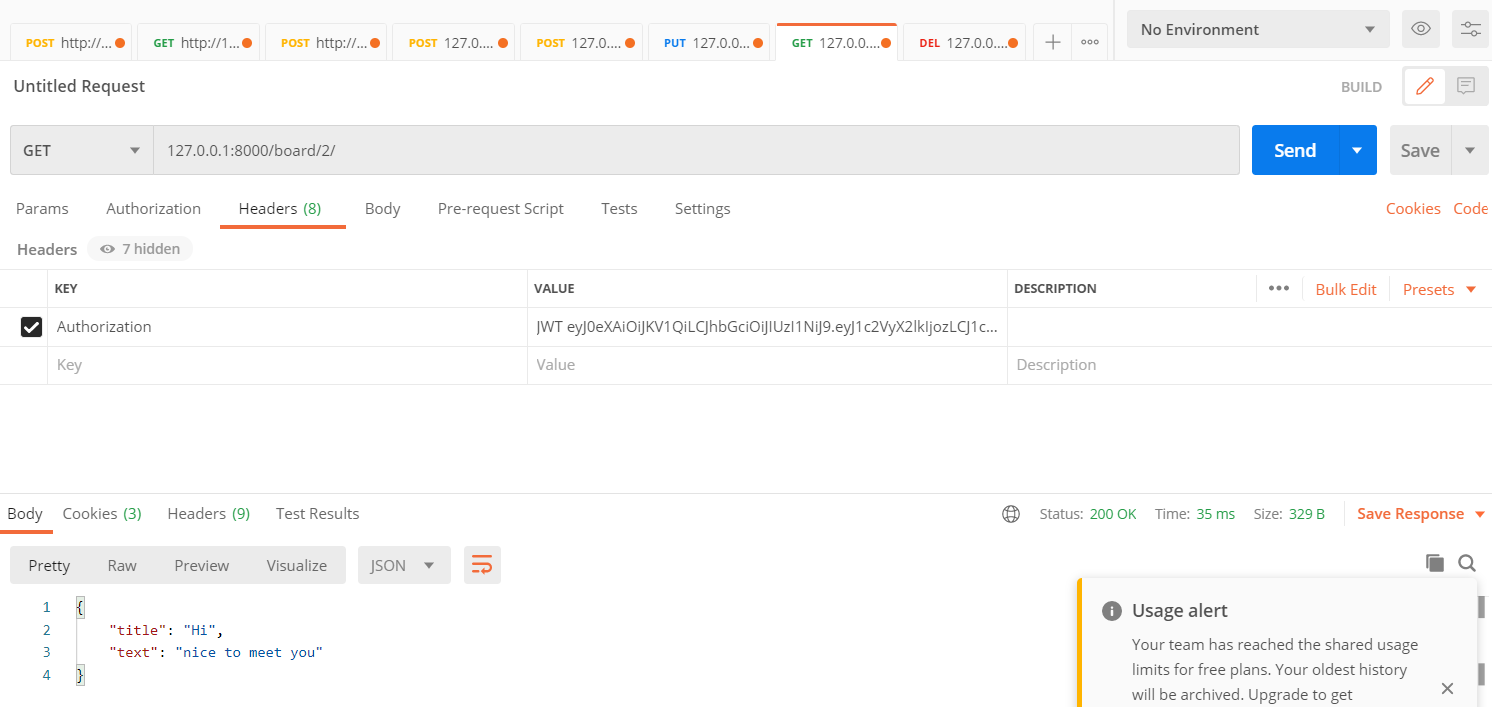 POST http://... GET http://1... POST http://... POST 127.0.... POST 127.0.... PUT 127.0.0... GET 127.0.0.... DEL 127.0.0.... No Environment
Untitled Request BUILD
GET 127.0.0.1:8000/board/2/ Send Save
Params Authorization Headers (8) Body Pre-request Script Tests Settings Cookies Code
Headers 7 hidden
KEY VALUE DESCRIPTION ••• Bulk Edit Presets
Authorization JWT eyJ0eXAiOiJKV1QiLCJhbGciOiJIUzI1NiJ9.eyJ1c2VyX2lkIjozLCJ1c...
Key Value Description
Body Cookies (3) Headers (9) Test Results Status: 200 OK Time: 35 ms Size: 329 B Save Response
Pretty Raw Preview Visualize JSON
1 {
2 "title": "Hi",
3 "text": "nice to meet you"
4 }
Usage alert
Your team has reached the shared usage
limits for free plans. Your oldest history
will be archived. Upgrade to get